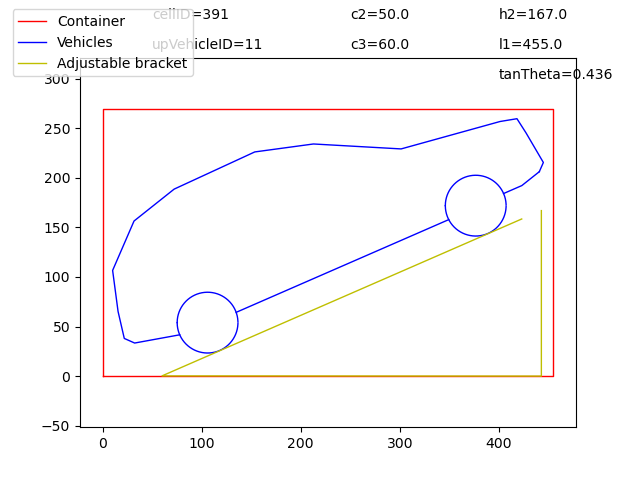 cellID=391 c2=50.0 h2=167.0
upVehicleID=11 c3=60.0 l1=455.0
tanTheta=0.436
Container
Vehicles
Adjustable bracket
300
250
200
150
100
50
0
−50
0 100 200 300 400